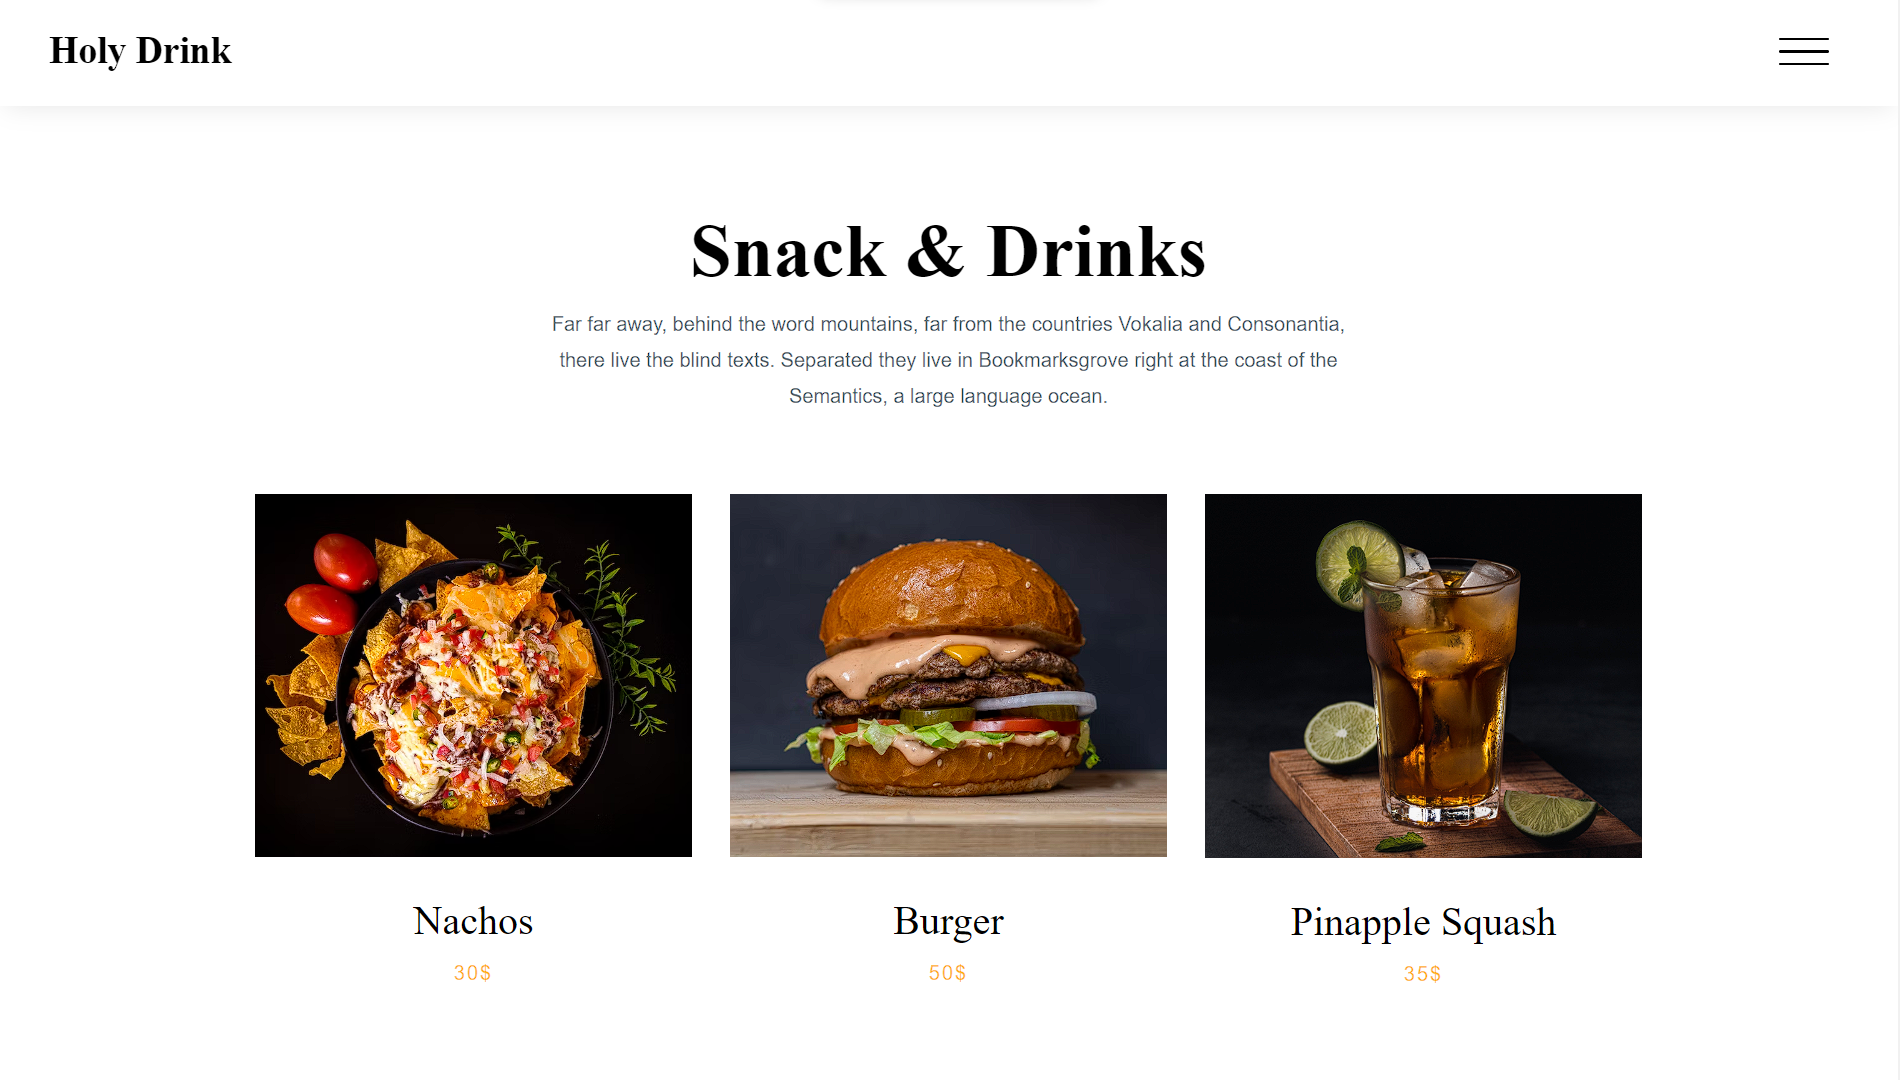 Holy Drink
Snack & Drinks
Far far away, behind the word mountains, far from the countries Vokalia and Consonantia,
there live the blind texts. Separated they live in Bookmarksgrove right at the coast of the
Semantics, a large language ocean.
Nachos
30$
Burger
50$
Pinapple Squash
35$